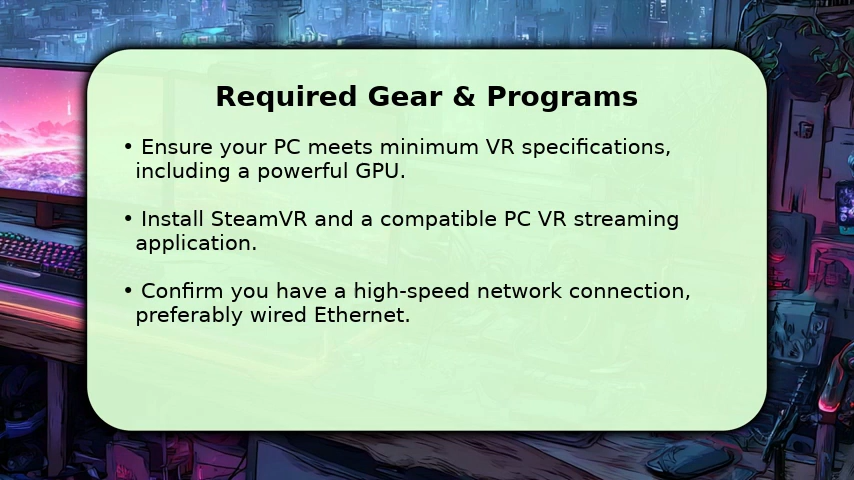 Required Gear & Programs
• Ensure your PC meets minimum VR specifications,
including a powerful GPU.
• Install SteamVR and a compatible PC VR streaming
application.
• Confirm you have a high-speed network connection,
preferably wired Ethernet.